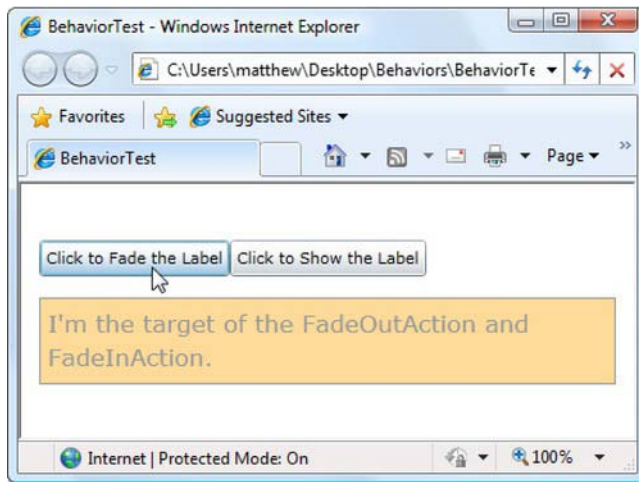 BehaviorTest - Windows Internet Explorer
C:\Users\matthew\Desktop\Behaviors\BehaviorTe
Favorites Suggested Sites
BehaviorTest Page
Click to Fade the Label Click to Show the Label
I'm the target of the FadeOutAction and
FadeInAction.
Internet | Protected Mode: On 100%